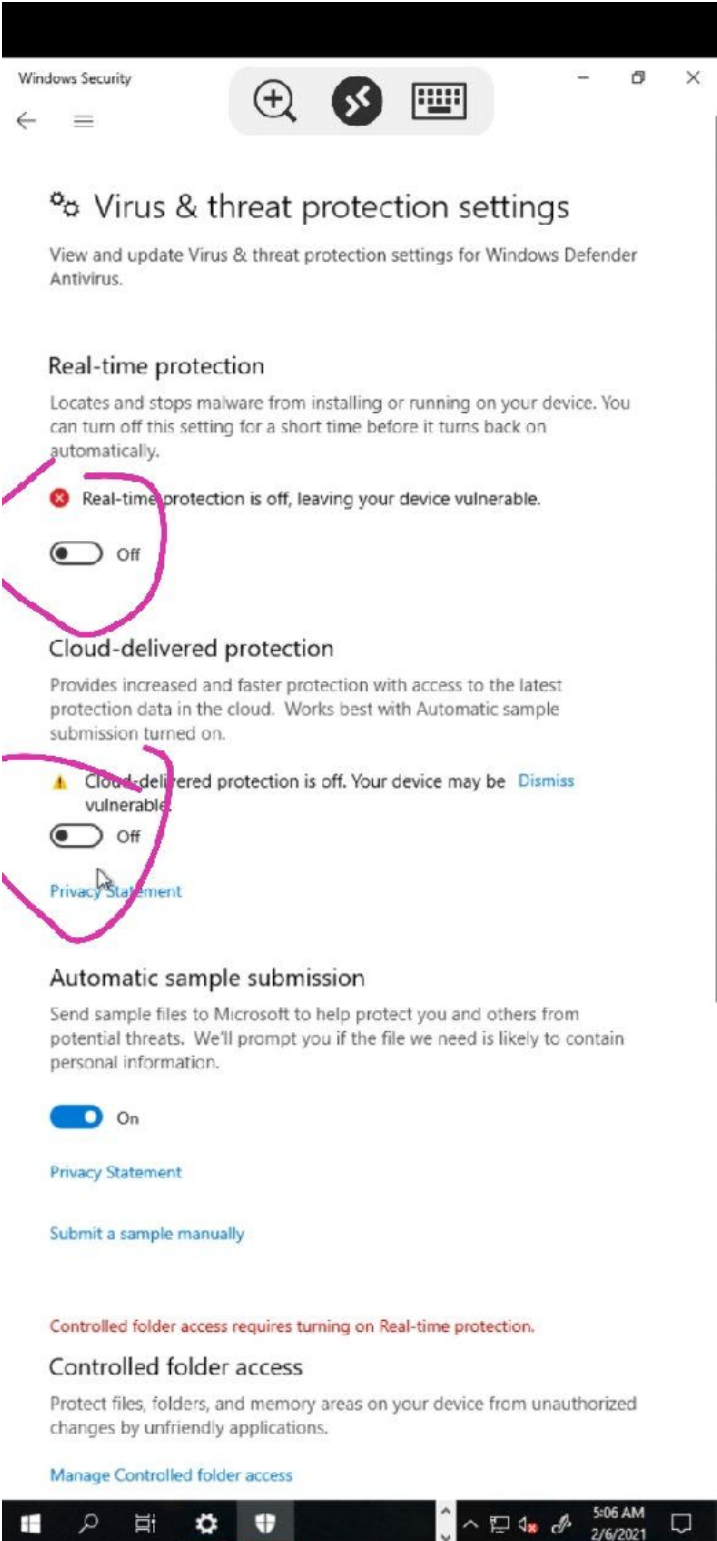 Windows Security
Virus & threat protection settings
View and update Virus & threat protection settings for Windows Defender
Antivirus.
Real-time protection
Locates and stops malware from installing or running on your device. You
can turn off this setting for a short time before it turns back on
automatically.
Real-time protection is off, leaving your device vulnerable.
Off
Cloud-delivered protection
Provides increased and faster protection with access to the latest
protection data in the cloud. Works best with Automatic sample
submission turned on.
Cloud-delivered protection is off. Your device may be Dismiss
vulnerable.
Off
Privacy Statement
Automatic sample submission
Send sample files to Microsoft to help protect you and others from
potential threats. We'll prompt you if the file we need is likely to contain
personal information.
On
Privacy Statement
Submit a sample manually
Controlled folder access requires turning on Real-time protection.
Controlled folder access
Protect files, folders, and memory areas on your device from unauthorized
changes by unfriendly applications.
Manage Controlled folder access
5:06 AM
2/6/2021